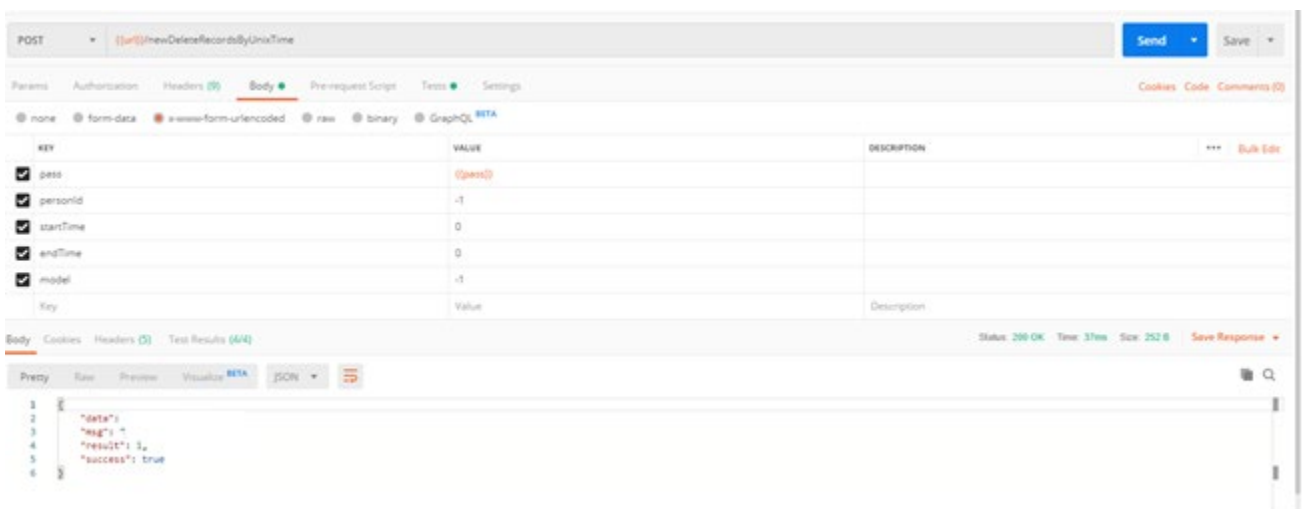 POST {{url}}/newDeleteRecordsByUnixTime Send Save
Params Authorization Headers (9) Body Pre-request Script Tests Settings Cookies Code Comments (0)
none form-data x-www-form-urlencoded raw binary GraphQL BETA
KEY VALUE DESCRIPTION ••• Bulk Edit
pass {{pass}}
personId -1
startTime 0
endTime 0
model -1
Key Value Description
Body Cookies Headers (5) Test Results (4/4) Status: 200 OK Time: 37ms Size: 252 B Save Response
Pretty Raw Preview Visualize BETA JSON
1 {
2 "data":
3 "msg": "
4 "result": 1,
5 "success": true
6 }